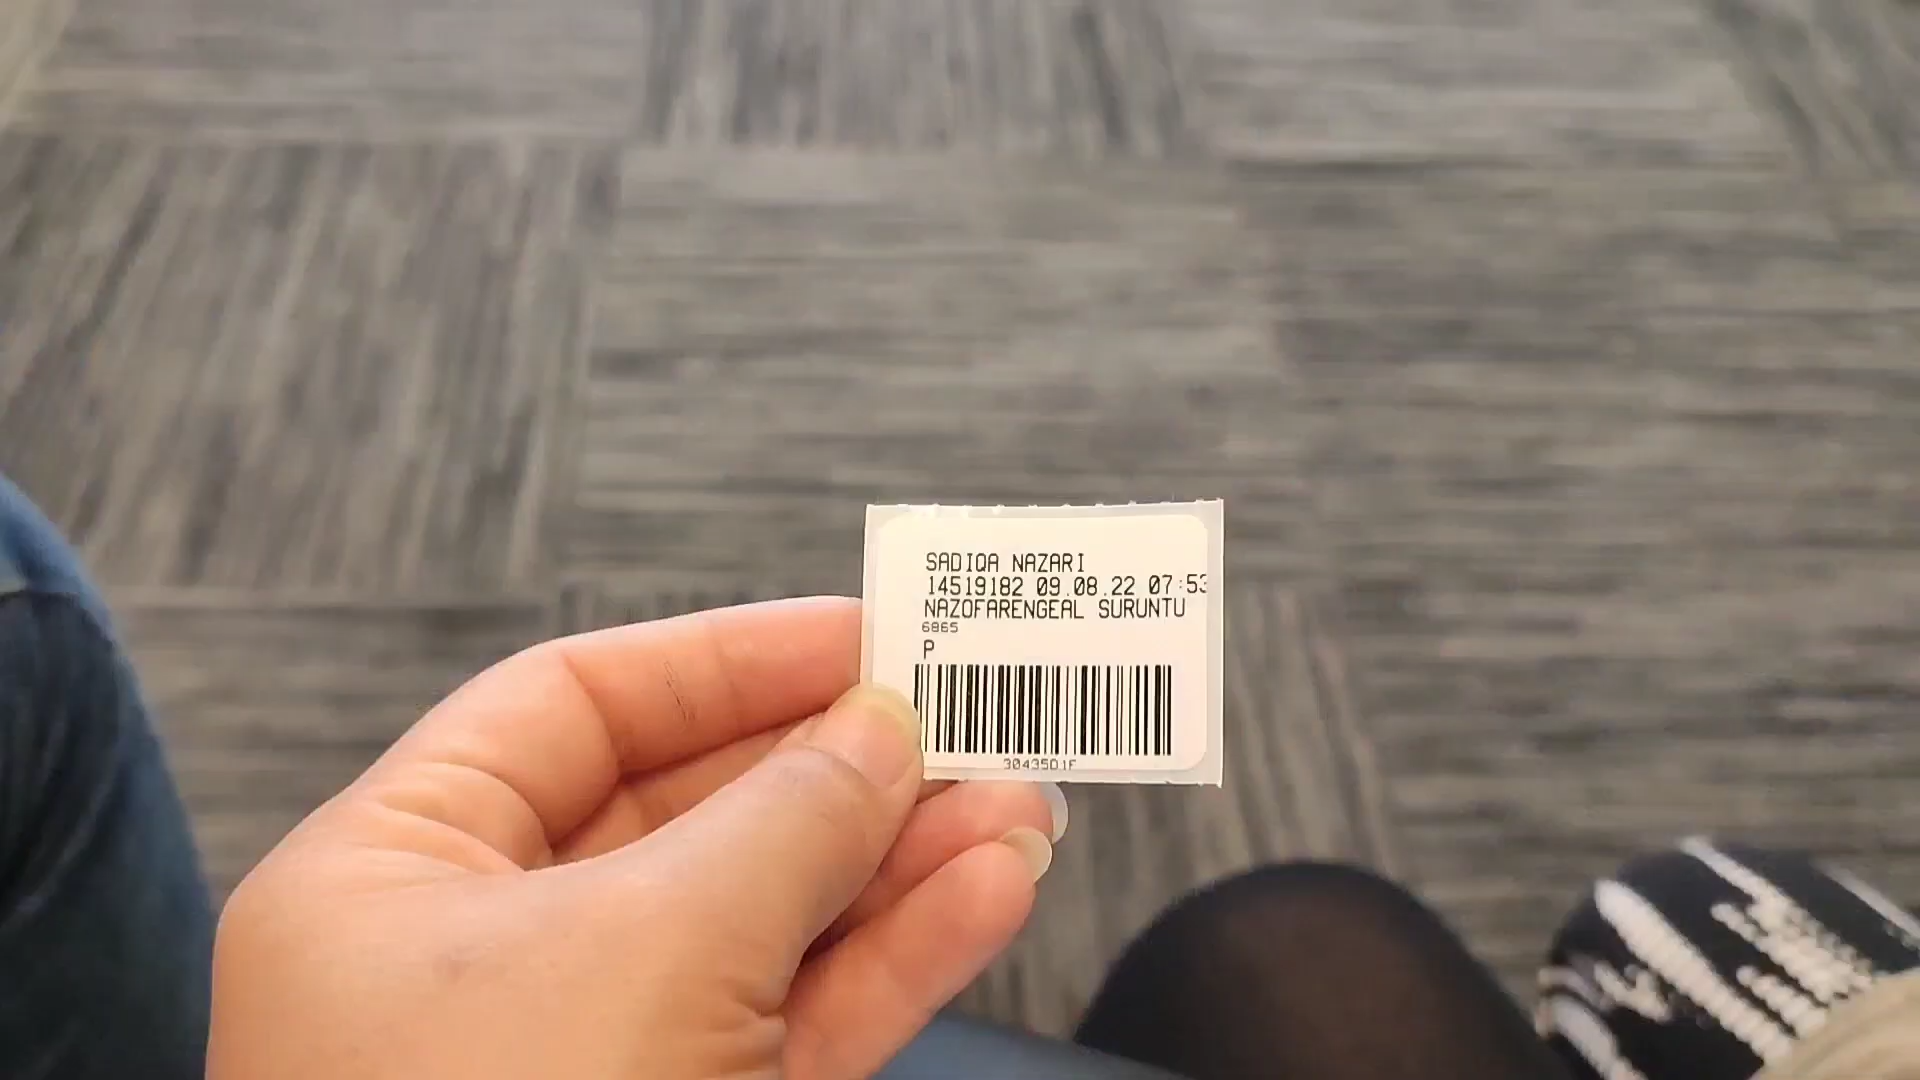 SADIQA NAZARI
14519182 09.08.22 07:53
NAZOFARENGEAL SURUNTU
6865
P
30435D1F